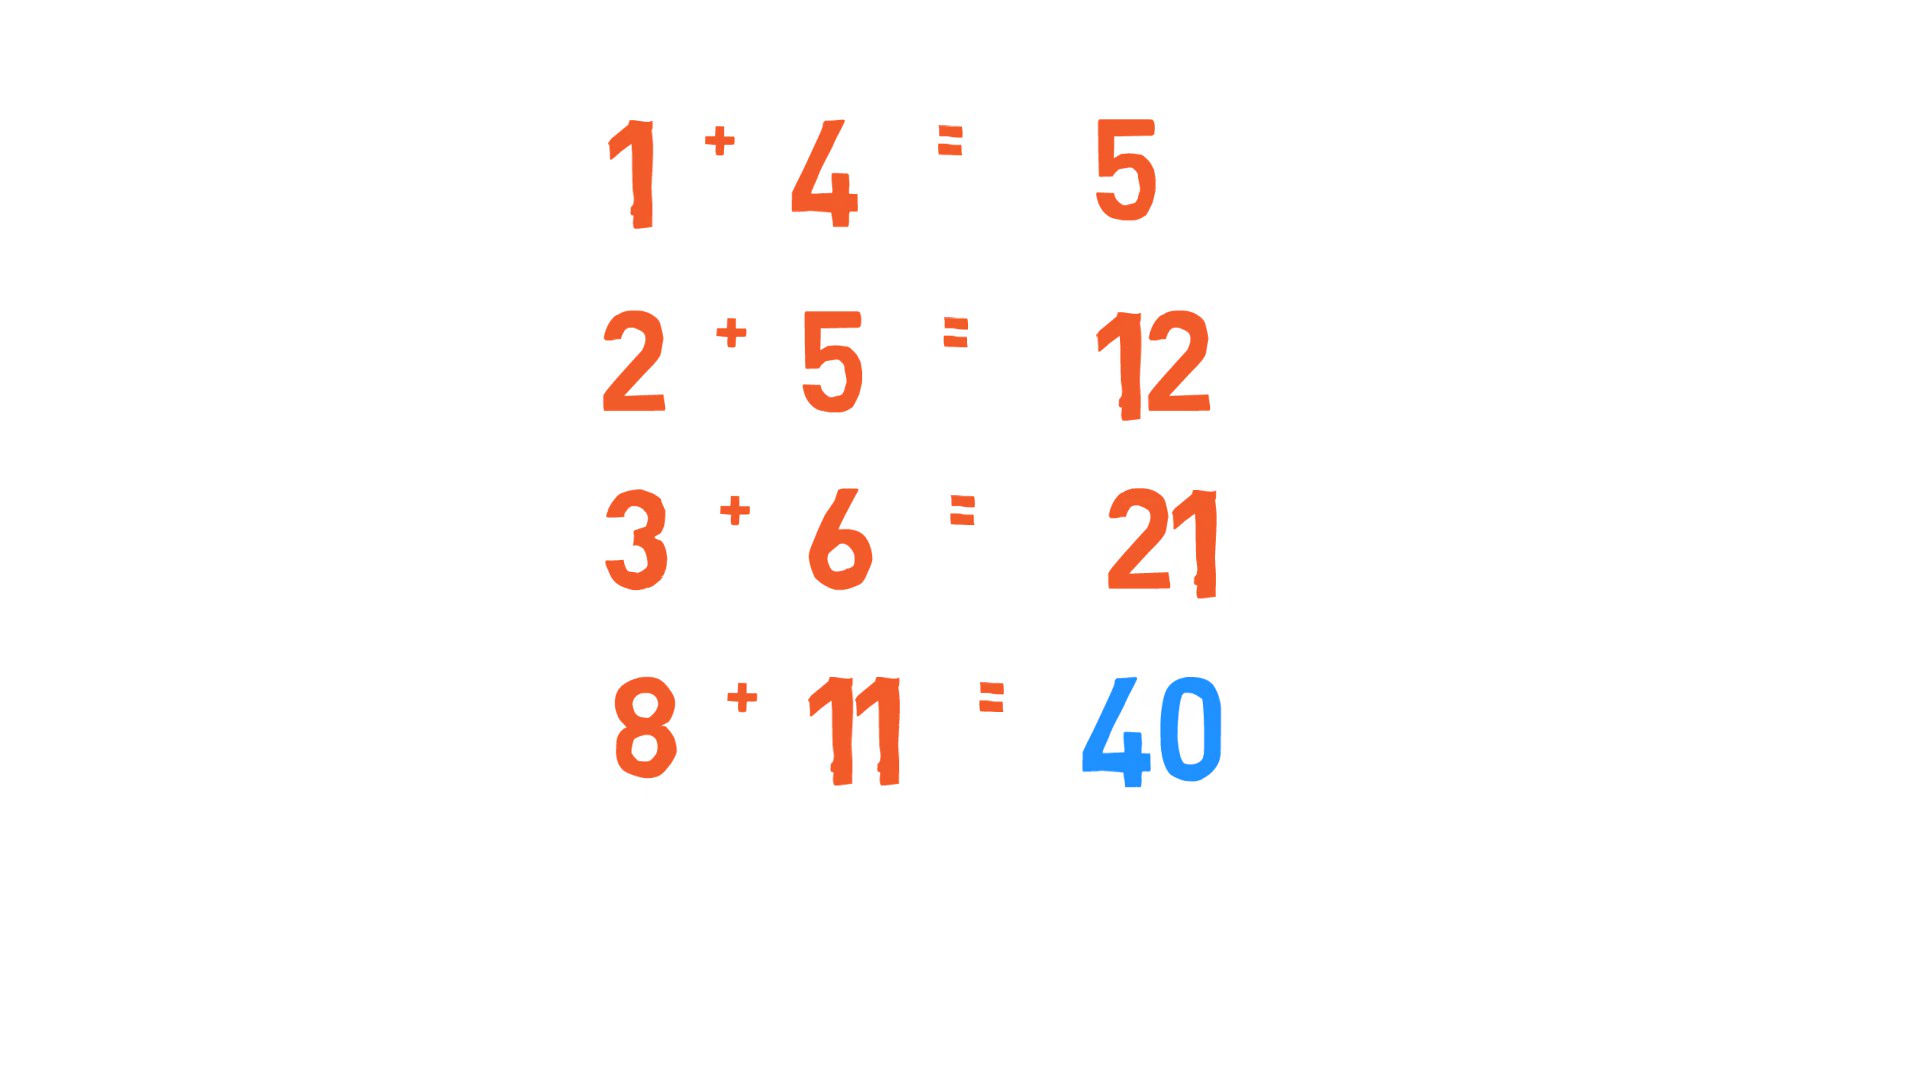 1 + 4 = 5
2 + 5 = 12
3 + 6 = 21
8 + 11 = 40